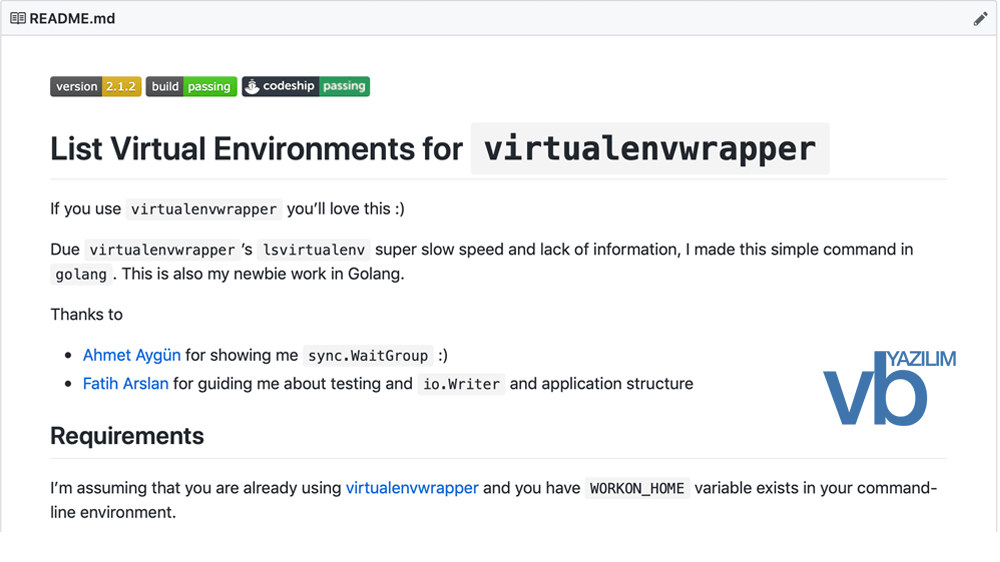 README.md
version 2.1.2 build passing codeship passing
List Virtual Environments for virtualenvwrapper
If you use virtualenvwrapper you’ll love this :)
Due virtualenvwrapper ’s lsvirtualenv super slow speed and lack of information, I made this simple command in
golang . This is also my newbie work in Golang.
Thanks to
• Ahmet Aygün for showing me sync.WaitGroup :)
• Fatih Arslan for guiding me about testing and io.Writer and application structure
vb YAZILIM
Requirements
I’m assuming that you are already using virtualenvwrapper and you have WORKON_HOME variable exists in your command-
line environment.